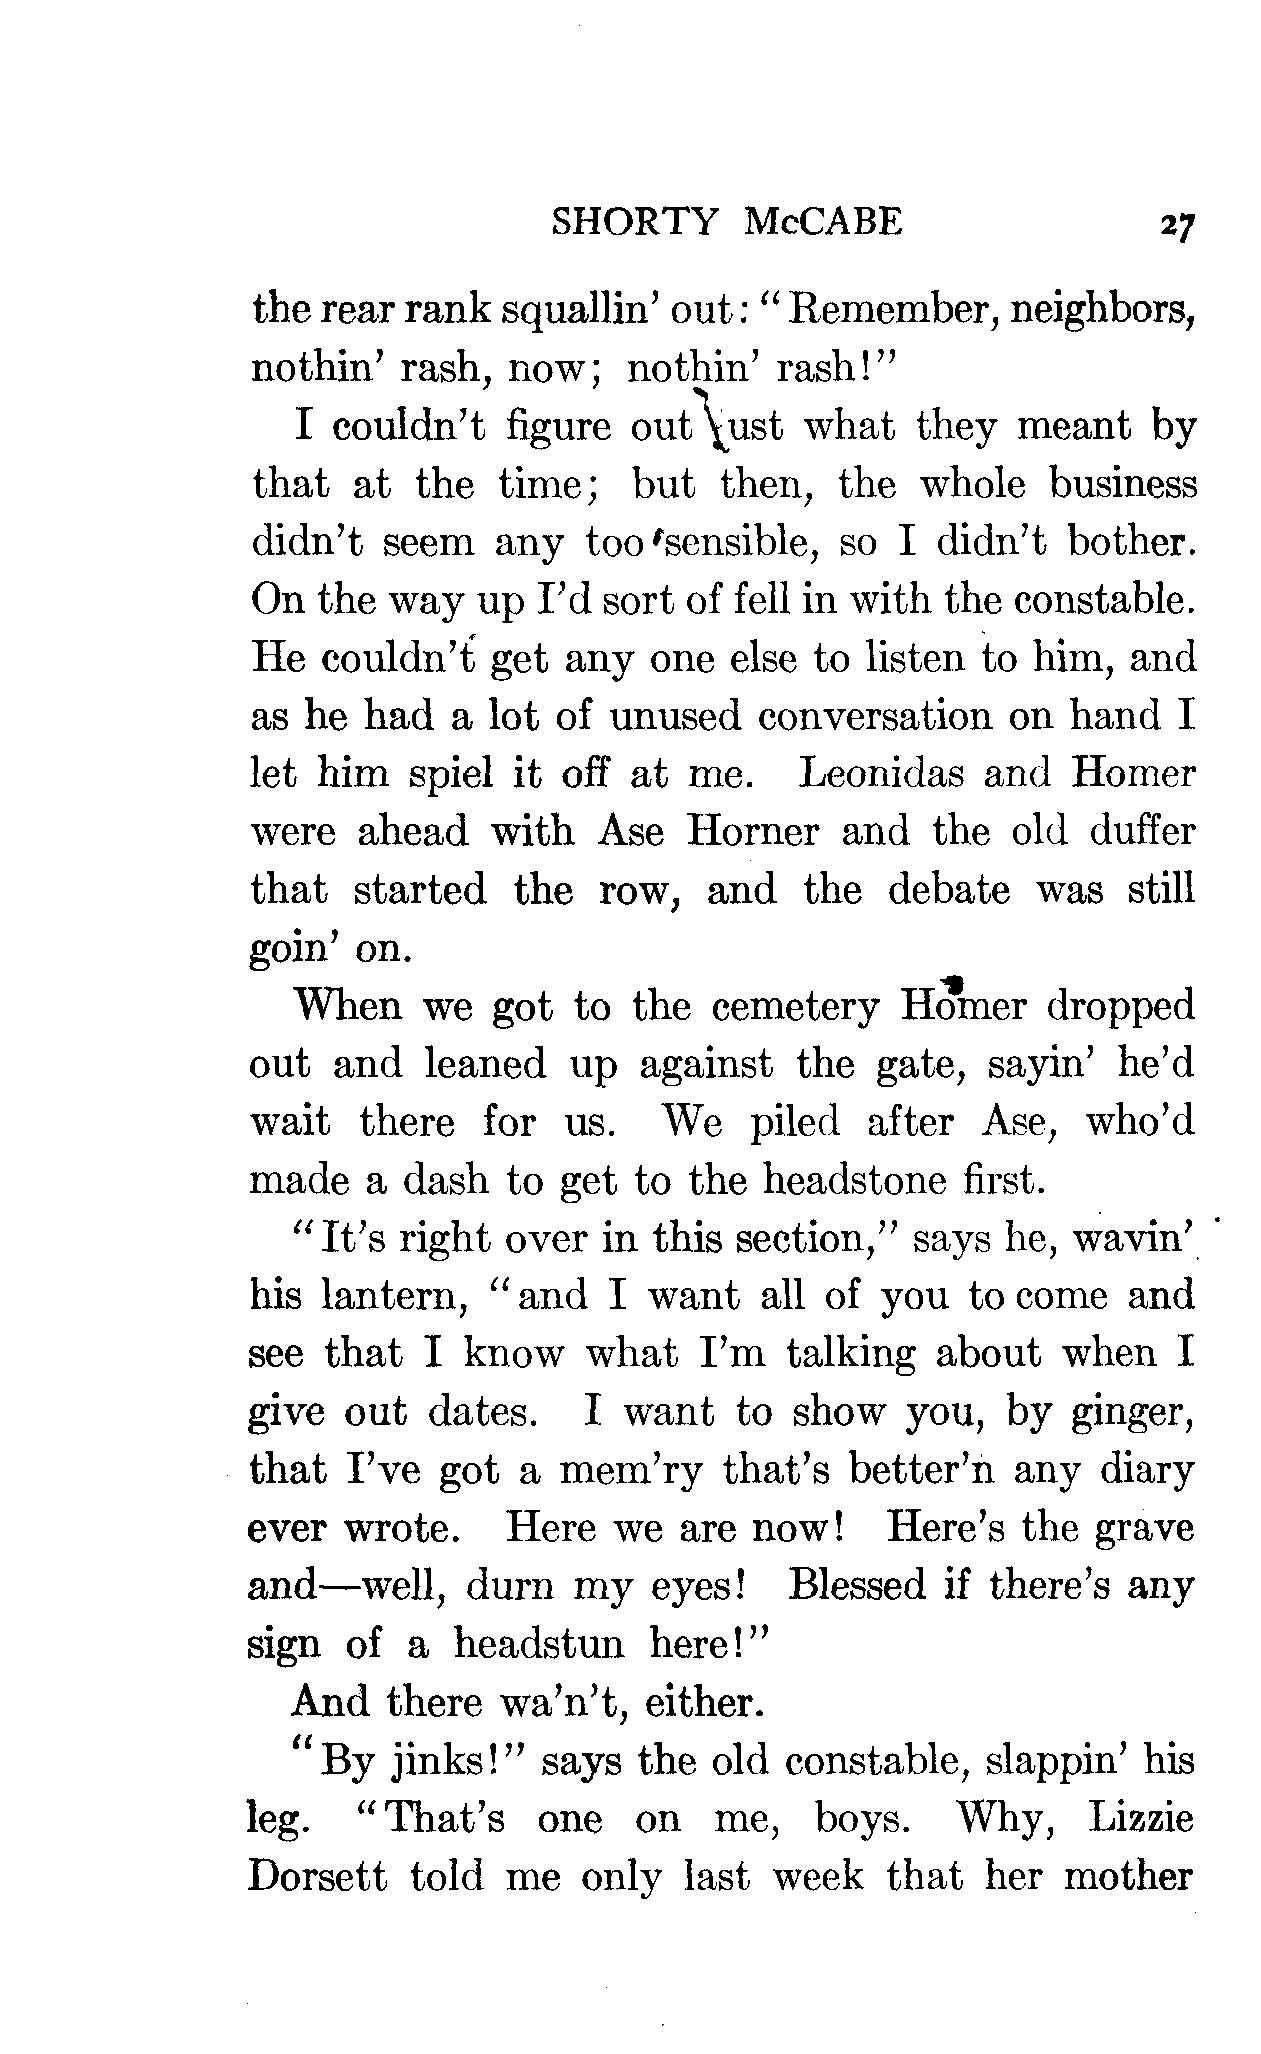 SHORTY McCABE 27
the rear rank squallin' out: "Remember, neighbors,
nothin' rash, now; nothin' rash!"
I couldn't figure out just what they meant by
that at the time; but then, the whole business
didn't seem any too sensible, so I didn't bother.
On the way up I'd sort of fell in with the constable.
He couldn't get any one else to listen to him, and
as he had a lot of unused conversation on hand I
let him spiel it off at me. Leonidas and Homer
were ahead with Ase Horner and the old duffer
that started the row, and the debate was still
goin' on.
When we got to the cemetery Homer dropped
out and leaned up against the gate, sayin' he'd
wait there for us. We piled after Ase, who'd
made a dash to get to the headstone first.
"It's right over in this section," says he, wavin'
his lantern, "and I want all of you to come and
see that I know what I'm talking about when I
give out dates. I want to show you, by ginger,
that I've got a mem'ry that's better'n any diary
ever wrote. Here we are now! Here's the grave
and—well, durn my eyes! Blessed if there's any
sign of a headstun here!"
And there wa'n't, either.
"By jinks!" says the old constable, slappin' his
leg. "That's one on me, boys. Why, Lizzie
Dorsett told me only last week that her mother